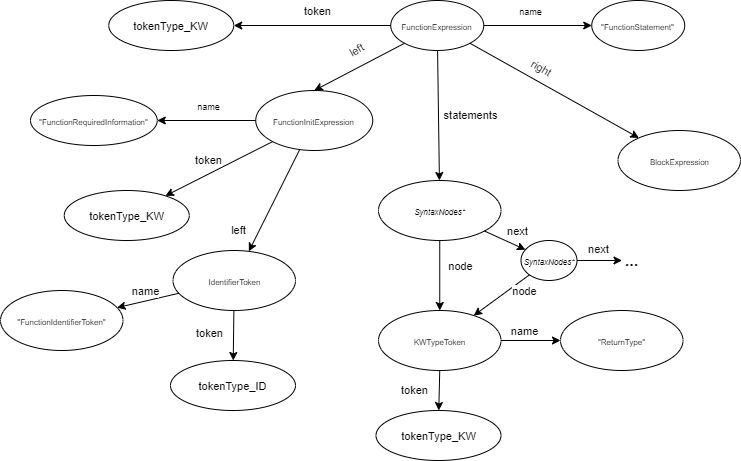 token
name
tokenType_KW
FunctionExpression
"FunctionStatement"
left
right
name
statements
"FunctionRequiredInformation"
FunctionInitExpression
token
BlockExpression
tokenType_KW
left
SyntaxNodes*
next
next
SyntaxNodes*
...
node
IdentifierToken
name
node
"FunctionIdentifierToken"
token
KWTypeToken
name
"ReturnType"
tokenType_ID
token
tokenType_KW